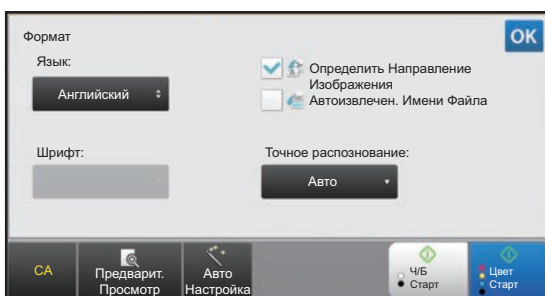 Формат
OK
Язык:
Английский
Определить Направление
Изображения
Автоизвлечен. Имени Файла
Шрифт:
Точное распознование:
Авто
CA
Предварит.
Просмотр
Авто
Настройка
Ч/Б
Старт
Цвет
Старт